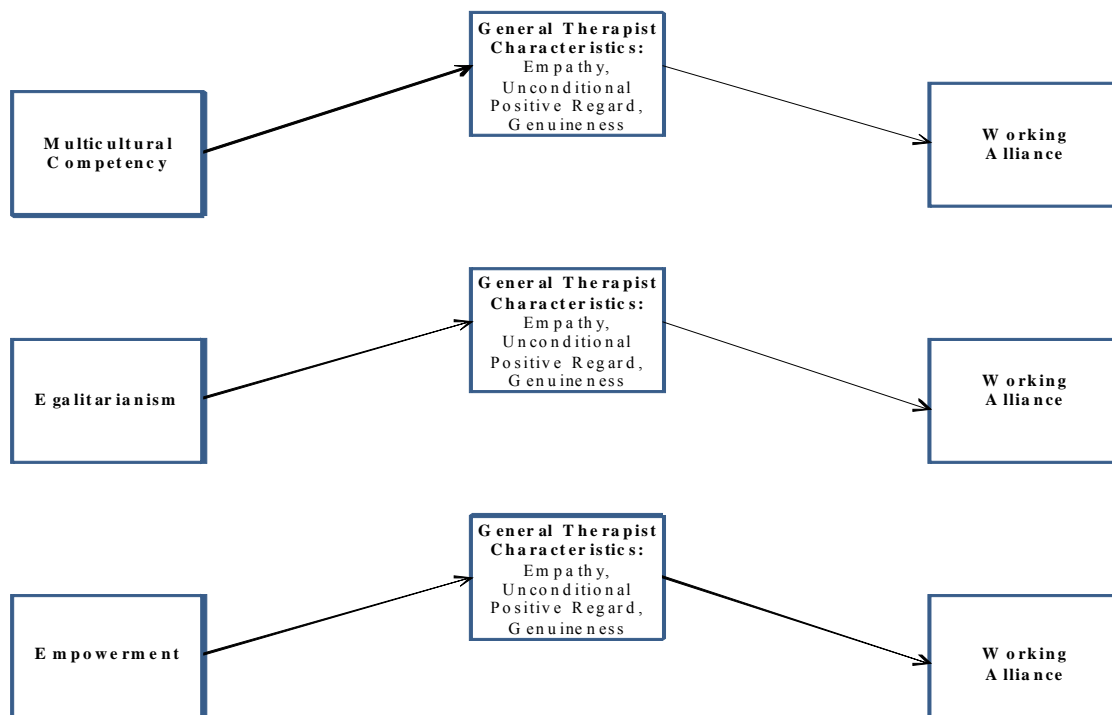 General Therapist
Characteristics:
Empathy,
Unconditional
Positive Regard,
Genuineness
Multicultural
Competency
Working
Alliance
General Therapist
Characteristics:
Empathy,
Unconditional
Positive Regard,
Genuineness
Egalitarianism
Working
Alliance
General Therapist
Characteristics:
Empathy,
Unconditional
Positive Regard,
Genuineness
Empowerment
Working
Alliance